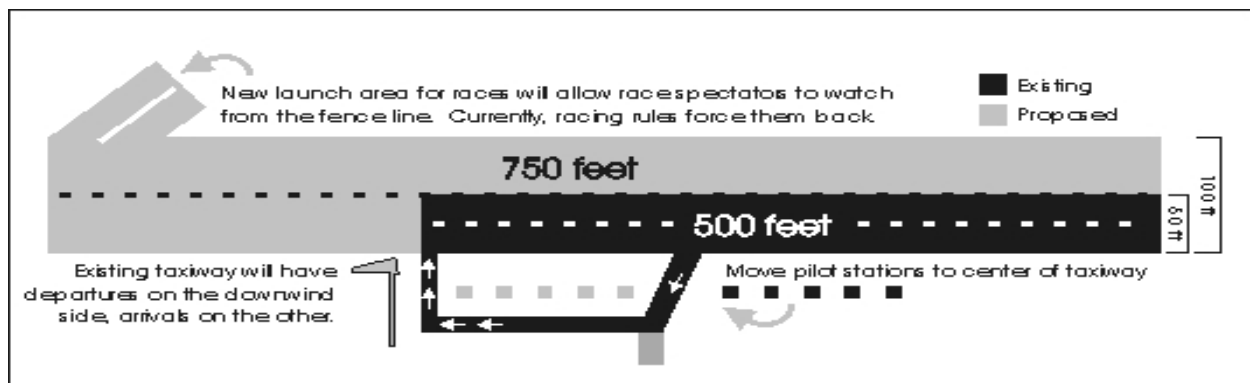 New launch area for races will allow race spectators to watch
from the fence line. Currently, racing rules force them back.
Existing
Proposed
750 feet
100 ft
500 feet
60 ft
Existing taxiway will have
departures on the downwind
side, arrivals on the other.
Move pilot stations to center of taxiway